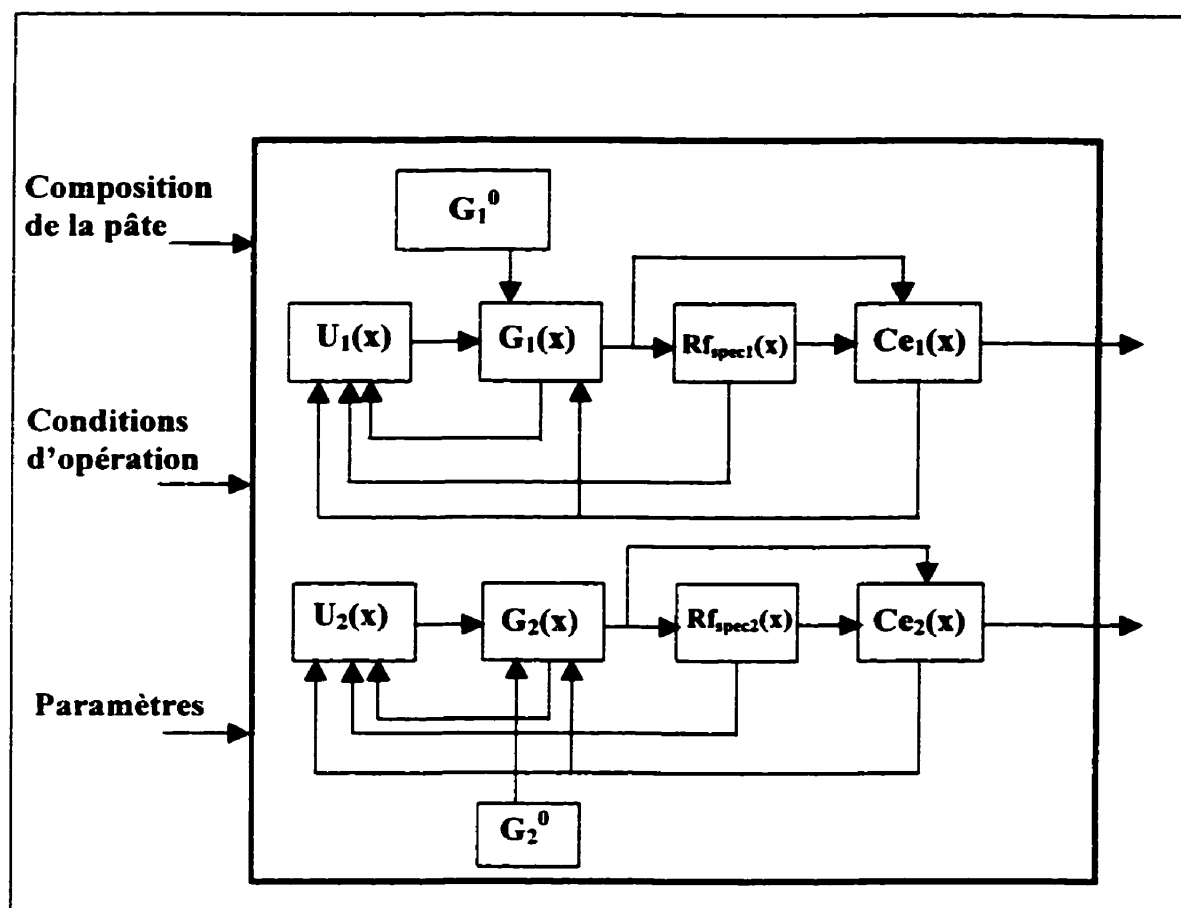 Composition
de la pâte
G₁⁰
U₁(x)
G₁(x)
Rfspec1(x)
Ce₁(x)
Conditions
d'opération
U₂(x)
G₂(x)
Rfspec2(x)
Ce₂(x)
Paramètres
G₂⁰